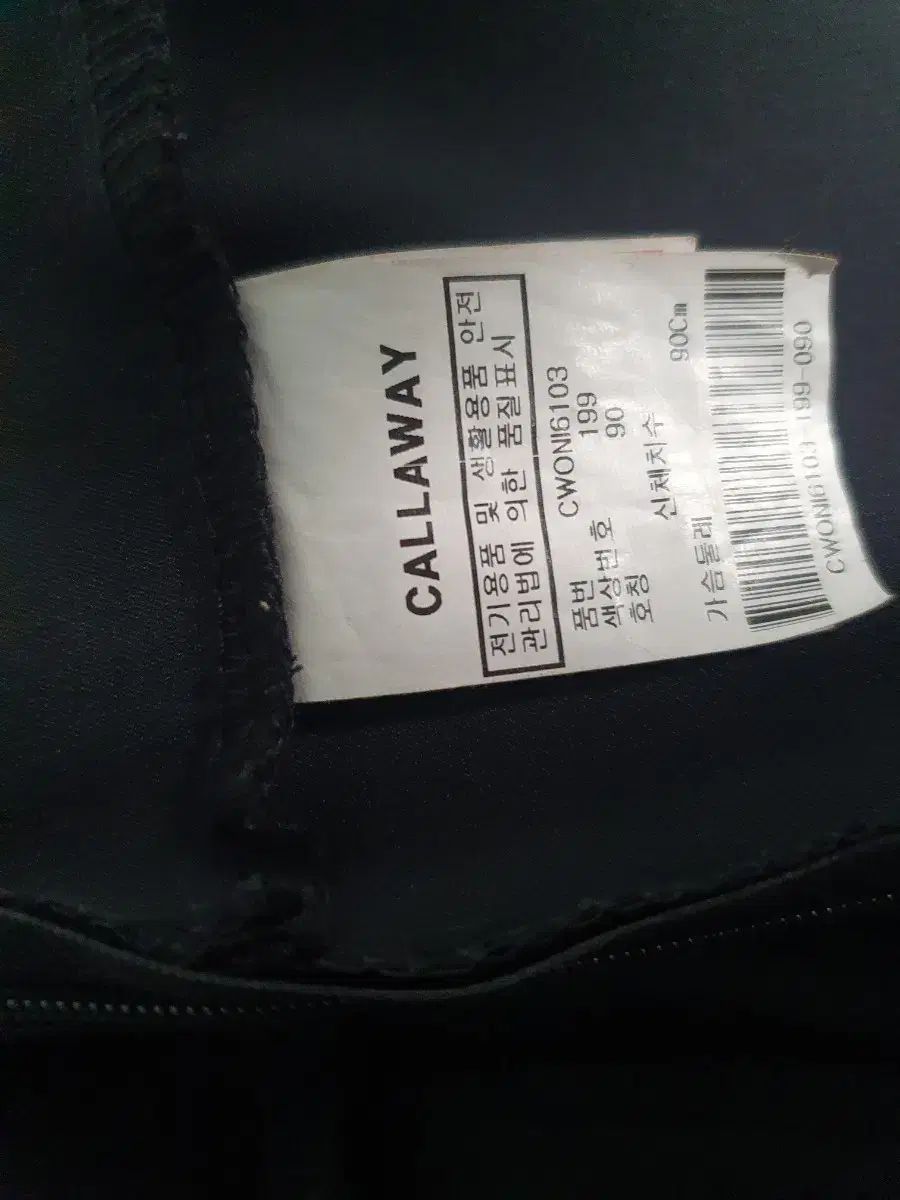 CALLAWAY
전기용품 및 생활용품 안전
관리법에 의한 품질표시
품번 CWONI6103
색상번호 199
호칭 90
신체치수
가슴둘레 90Cm
CWONI6103-199-090